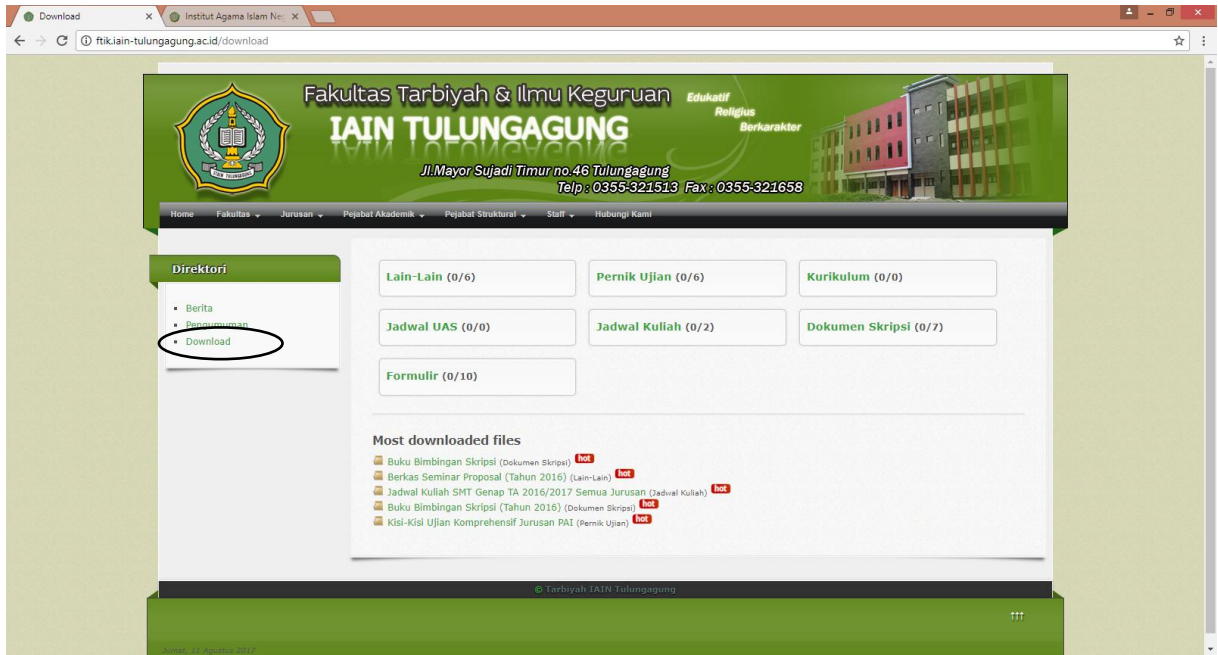 Download
Institut Agama Islam Neg
ftik.iain-tulungagung.ac.id/download
Fakultas Tarbiyah & Ilmu Keguruan
Edukatif
Religius
Berkarakter
IAIN TULUNGAGUNG
Jl.Mayor Sujadi Timur no.46 Tulungagung
Telp : 0355-321513 Fax : 0355-321658
IAIN TULUNGAGUNG
Home Fakultas Jurusan Pejabat Akademik Pejabat Struktural Staff Hubungi Kami
Direktori
Berita
Pengumuman
Download
Lain-Lain (0/6) Pernik Ujian (0/6) Kurikulum (0/0)
Jadwal UAS (0/0) Jadwal Kuliah (0/2) Dokumen Skripsi (0/7)
Formulir (0/10)
Most downloaded files
Buku Bimbingan Skripsi (Dokumen Skripsi) hot
Berkas Seminar Proposal (Tahun 2016) (Lain-Lain) hot
Jadwal Kuliah SMT Genap TA 2016/2017 Semua Jurusan (Jadwal Kuliah) hot
Buku Bimbingan Skripsi (Tahun 2016) (Dokumen Skripsi) hot
Kisi-Kisi Ujian Komprehensif Jurusan PAI (Pernik Ujian) hot
© Tarbiyah IAIN Tulungagung
↑↑↑
Jumat, 11 Agustus 2017